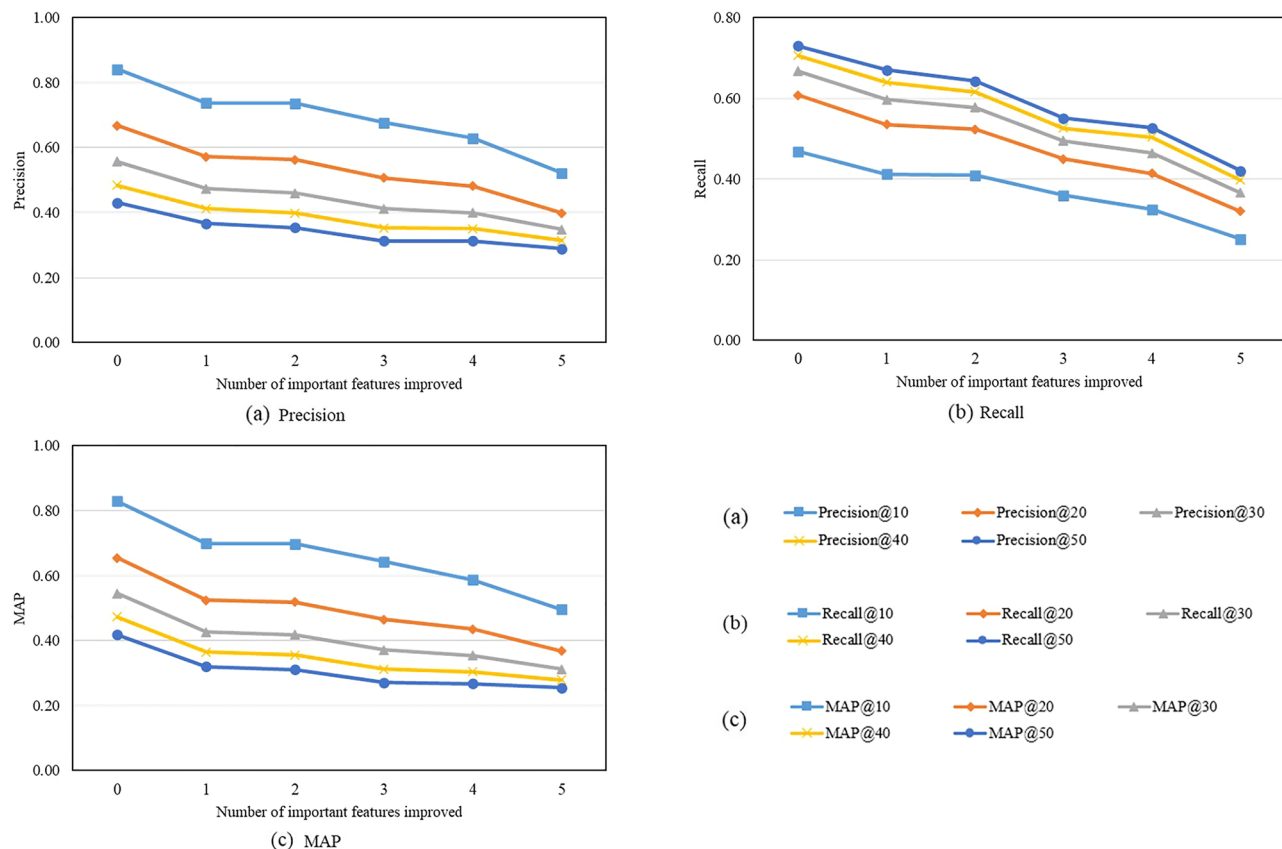 1.00
0.80
0.60
0.40
0.20
0.00
Precision
0 1 2 3 4 5
Number of important features improved
(a) Precision
0.80
0.60
0.40
0.20
0.00
Recall
0 1 2 3 4 5
Number of important features improved
(b) Recall
1.00
0.80
0.60
0.40
0.20
0.00
MAP
0 1 2 3 4 5
Number of important features improved
(c) MAP
(a) Precision@10 Precision@20 Precision@30
Precision@40 Precision@50
(b) Recall@10 Recall@20 Recall@30
Recall@40 Recall@50
(c) MAP@10 MAP@20 MAP@30
MAP@40 MAP@50